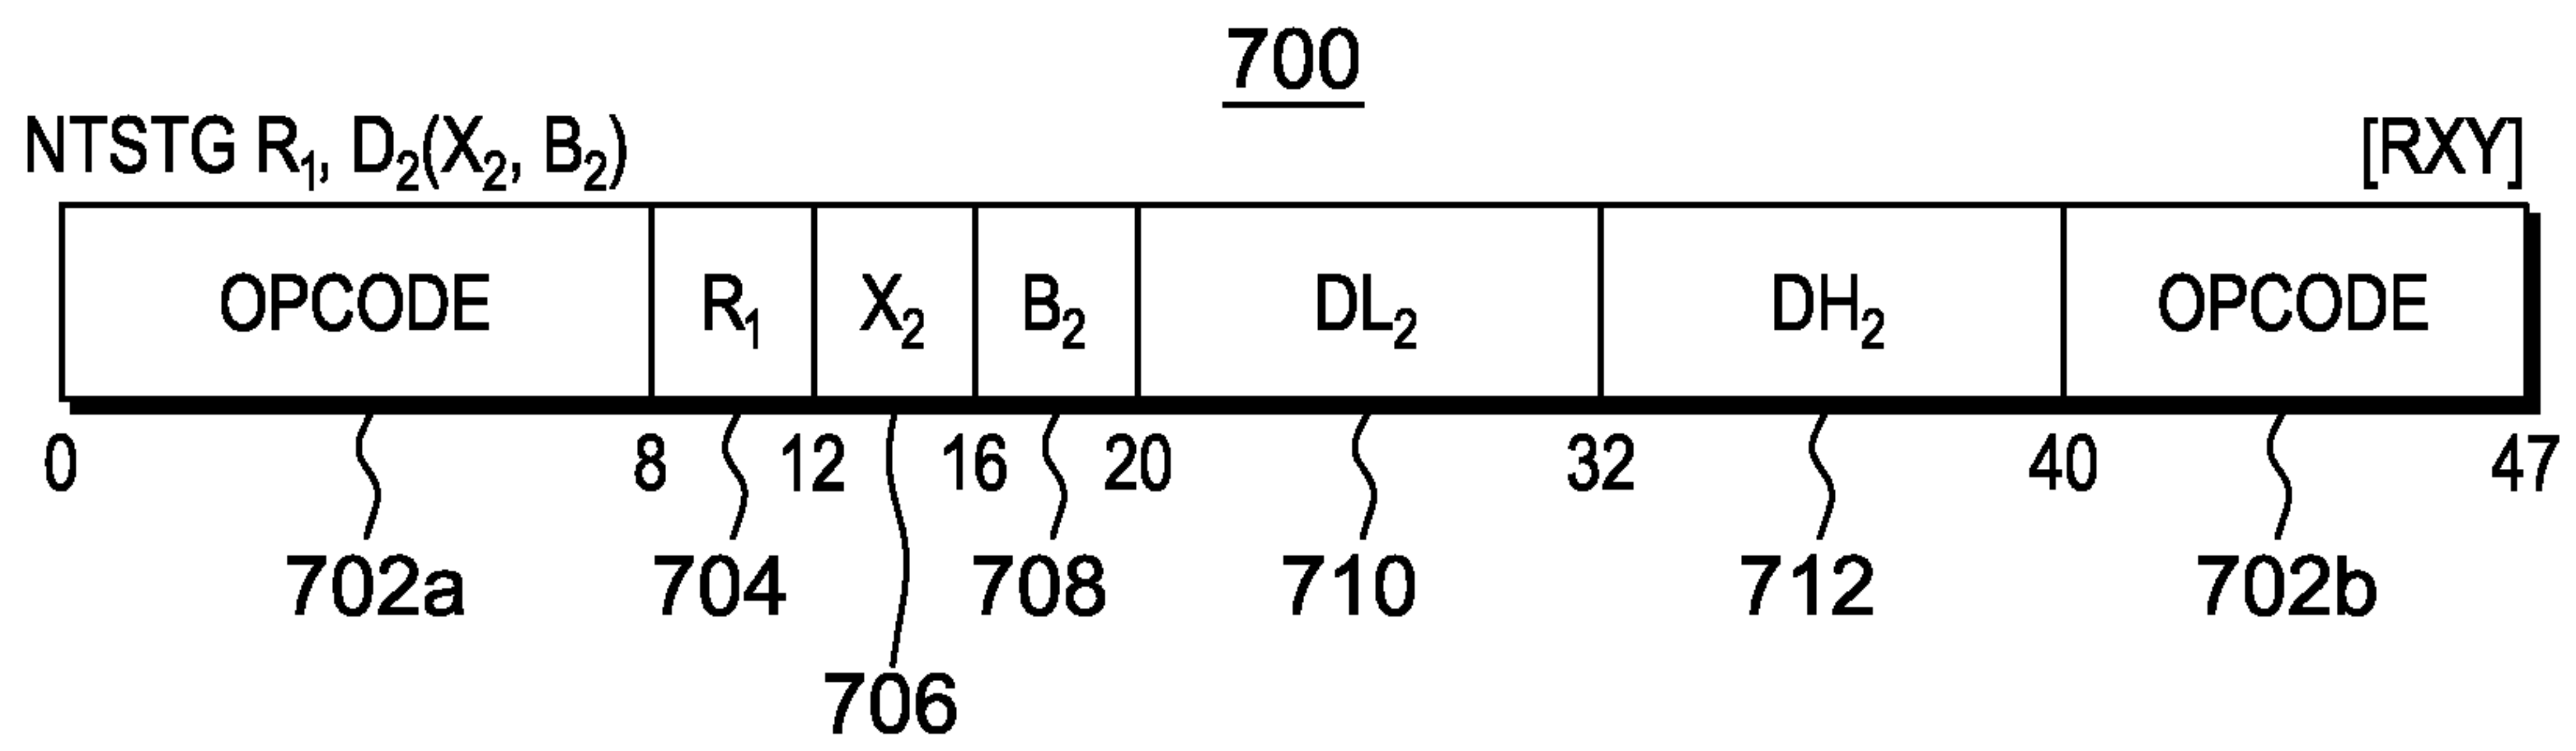 700
NTSTG R₁, D₂(X₂, B₂) [RXY]
OPCODE R₁ X₂ B₂ DL₂ DH₂ OPCODE
0 8 12 16 20 32 40 47
702a 704 708 710 712 702b
706